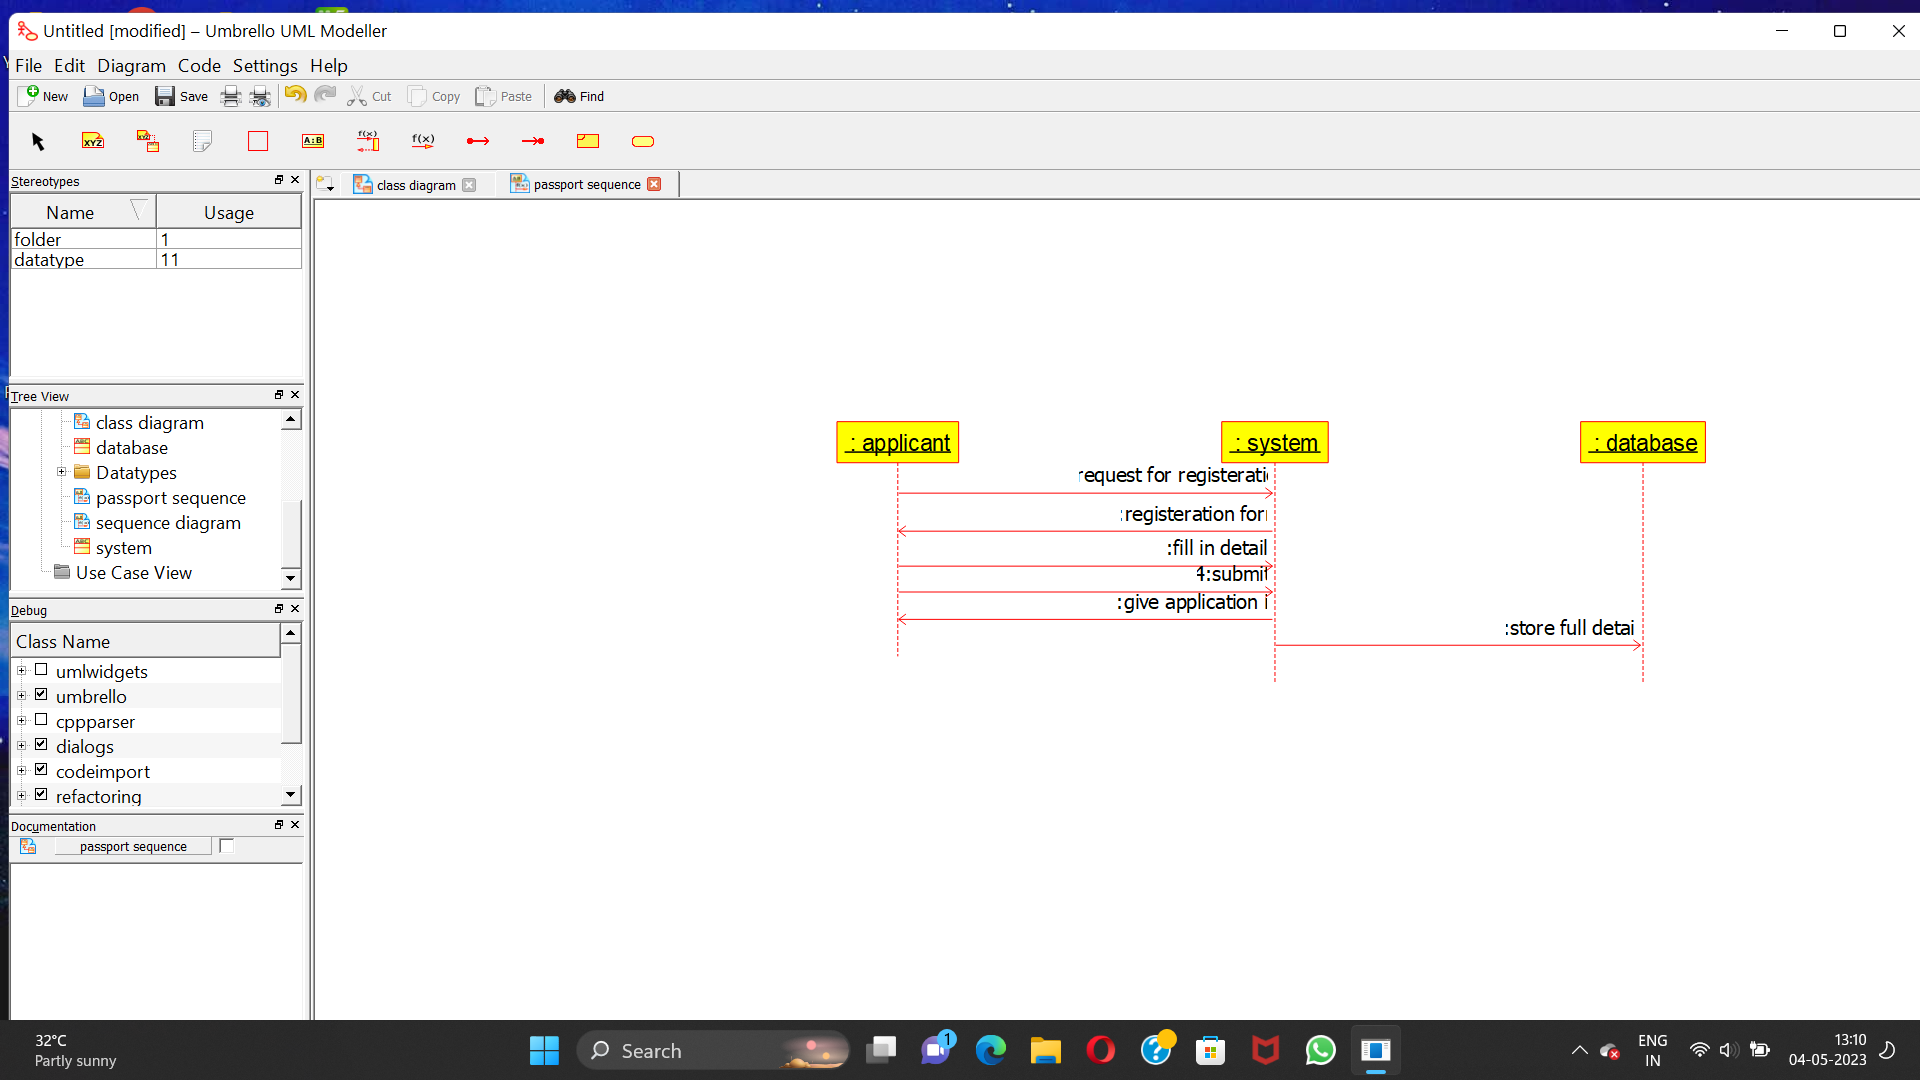 Untitled [modified] – Umbrello UML Modeller
File Edit Diagram Code Settings Help
New Open Save Cut Copy Paste Find
XYZ XYZ A:B f(x) f(x)
Stereotypes
class diagram passport sequence
Name Usage
folder 1
datatype 11
Tree View
class diagram
database
Datatypes
passport sequence
sequence diagram
system
Use Case View
: applicant : system : database
request for registerati
:registeration for
:fill in detail
4:submit
:give application i
:store full detai
Debug
Class Name
umlwidgets
umbrello
cppparser
dialogs
codeimport
refactoring
Documentation
passport sequence
32°C
Partly sunny
Search
1
ENG
IN
13:10
04-05-2023